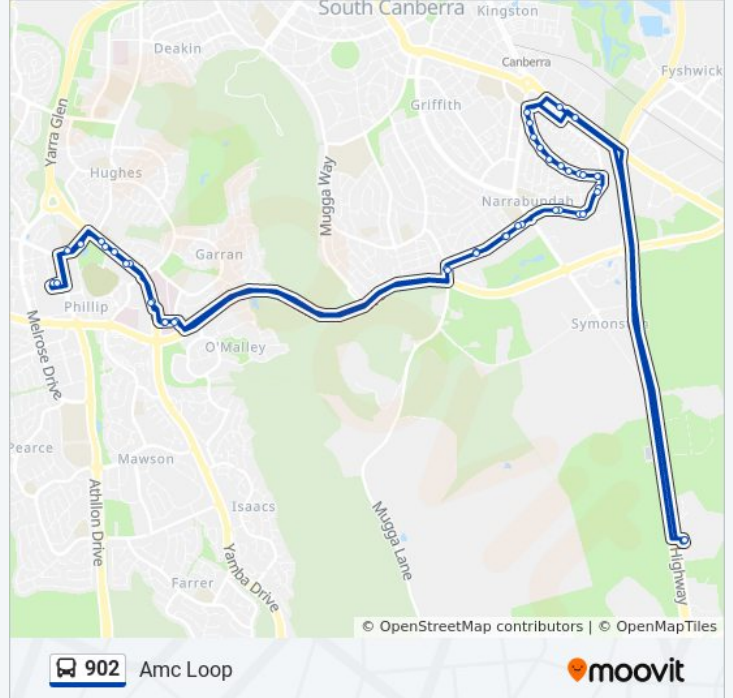 South Canberra
Kingston
Deakin
Canberra
Fyshwick
Griffith
Yarra Glen
Hughes
Mugga Way
Narrabundah
Garran
Phillip
Symonston
O'Malley
Melrose Drive
Pearce
Mawson
Athllon Drive
Isaacs
Mugga Lane
Yamba Drive
Farrer
Highway
© OpenStreetMap contributors | © OpenMapTiles
902 Amc Loop
moovit